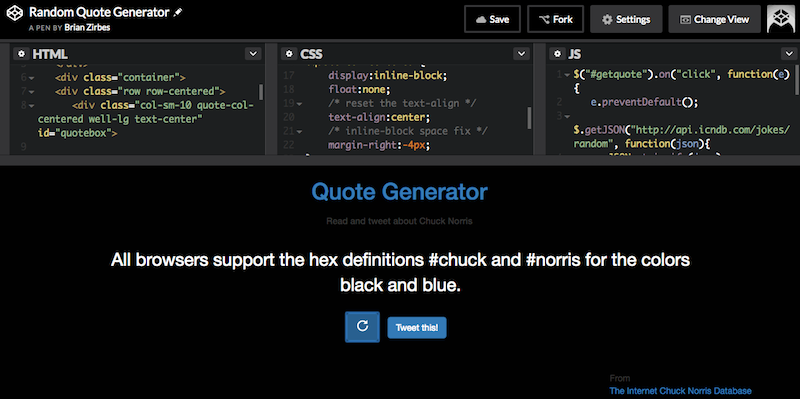 Random Quote Generator
A PEN BY Brian Zirbes
Save
Fork
Settings
Change View
HTML
CSS
JS
6 <div class="container">
7 <div class="row row-centered">
8 <div class="col-sm-10 quote-col-
centered well-lg text-center"
id="quotebox">
9
17 display:inline-block;
18 float:none;
19 /* reset the text-align */
20 text-align:center;
21 /* inline-block space fix */
22 margin-right:-4px;
1 $("#getquote").on("click", function(e)
{
2 e.preventDefault();
3
$.getJSON("http://api.icndb.com/jokes/
random", function(json){
Quote Generator
Read and tweet about Chuck Norris
All browsers support the hex definitions #chuck and #norris for the colors
black and blue.
Tweet this!
From
The Internet Chuck Norris Database